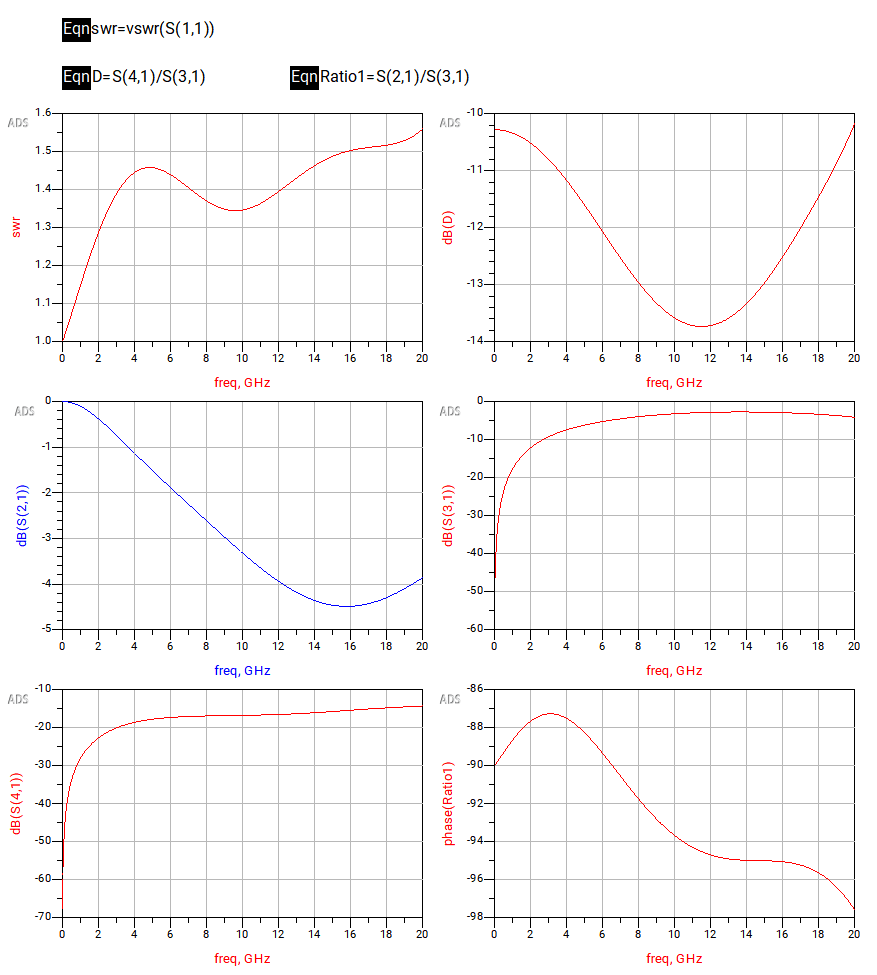 Eqn swr=vswr(S(1,1))
Eqn D=S(4,1)/S(3,1) Eqn Ratio1=S(2,1)/S(3,1)
ADS
swr
1.6
1.5
1.4
1.3
1.2
1.1
1.0
0 2 4 6 8 10 12 14 16 18 20
freq, GHz
ADS
dB(D)
-10
-11
-12
-13
-14
0 2 4 6 8 10 12 14 16 18 20
freq, GHz
ADS
dB(S(2,1))
0
-1
-2
-3
-4
-5
0 2 4 6 8 10 12 14 16 18 20
freq, GHz
ADS
dB(S(3,1))
0
-10
-20
-30
-40
-50
-60
0 2 4 6 8 10 12 14 16 18 20
freq, GHz
ADS
dB(S(4,1))
-10
-20
-30
-40
-50
-60
-70
0 2 4 6 8 10 12 14 16 18 20
freq, GHz
ADS
phase(Ratio1)
-86
-88
-90
-92
-94
-96
-98
0 2 4 6 8 10 12 14 16 18 20
freq, GHz